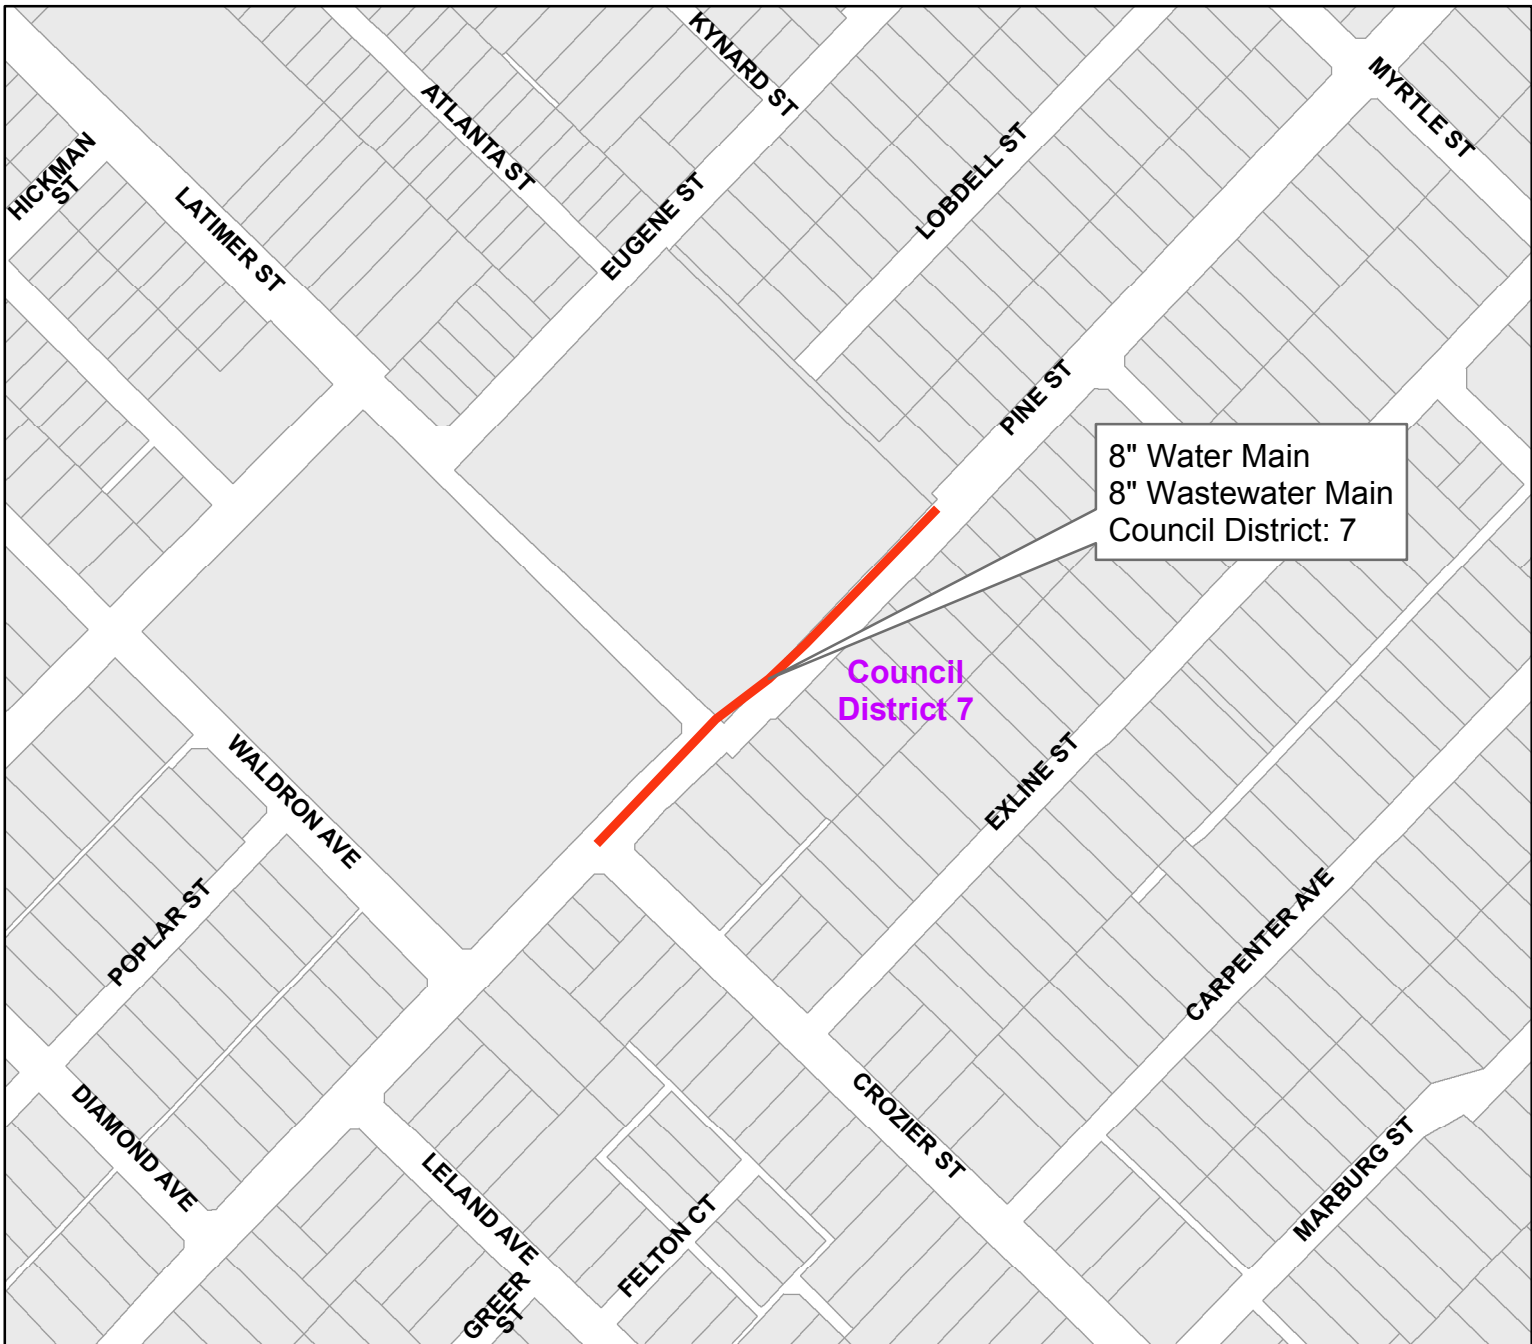 KYNARD ST
MYRTLE ST
ATLANTA ST
LOBDELL ST
HICKMAN
ST
LATIMER ST
EUGENE ST
PINE ST
8" Water Main
8" Wastewater Main
Council District: 7
Council
District 7
WALDRON AVE
EXLINE ST
POPLAR ST
CARPENTER AVE
DIAMOND AVE
CROZIER ST
LELAND AVE
MARBURG ST
FELTON CT
GREER
ST